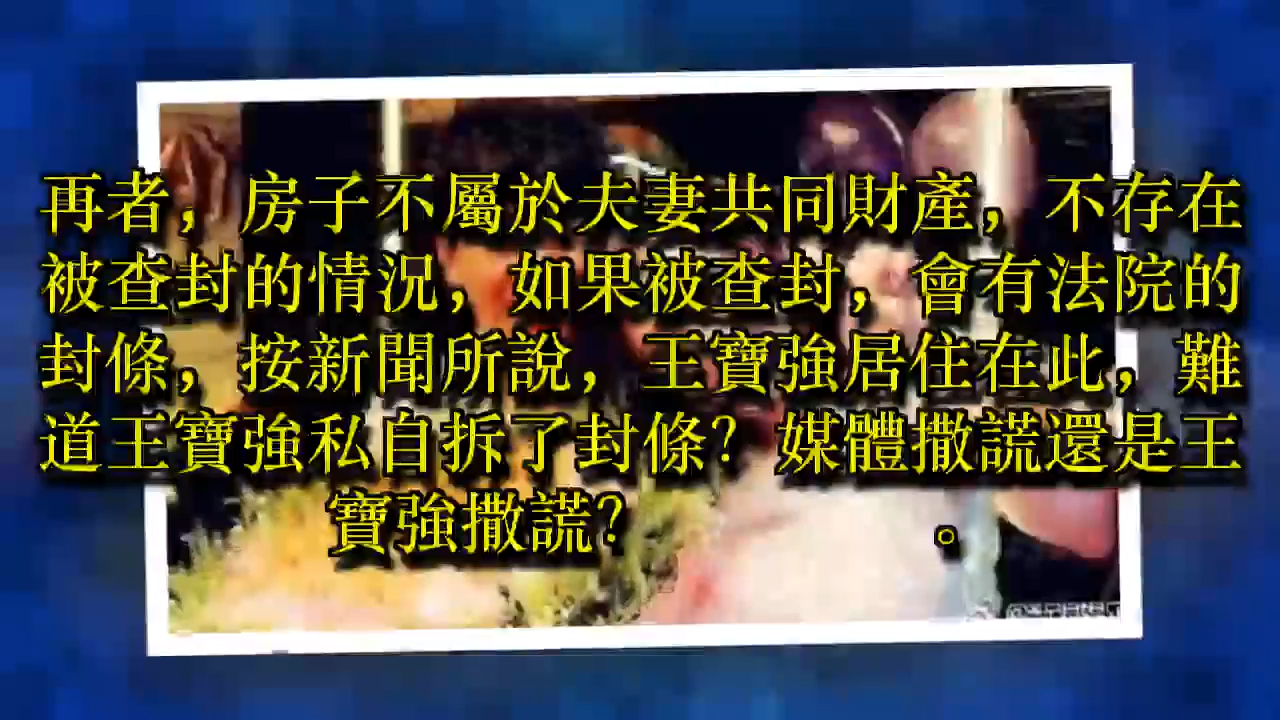 再者，房子不屬於夫妻共同財產，不存在
被查封的情況，如果被查封，會有法院的
封條，按新聞所說，王寶強居住在此，難
道王寶強私自拆了封條？媒體撒謊還是王
寶強撒謊？ 。